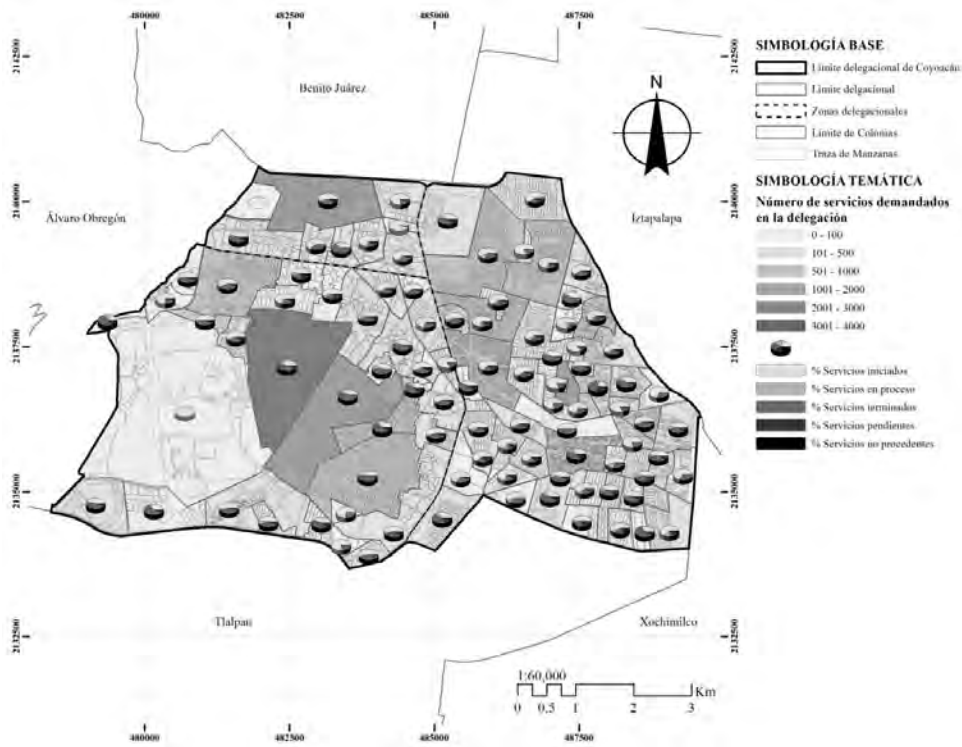 480000
482500
485000
487500
2142500
2142500
Benito Juárez
N
2140000
2140000
Álvaro Obregón
Iztapalapa
2137500
2137500
2135000
2135000
Tlalpan
Xochimilco
2132500
2132500
1:60,000
Km
0 0.5 1 2 3
480000
482500
485000
487500
SIMBOLOGÍA BASE
Límite delegacional de Coyoacán
Límite delgacional
Zonas delegacionales
Límite de Colonias
Traza de Manzanas
SIMBOLOGÍA TEMÁTICA
Número de servicios demandados
en la delegación
0 - 100
101 - 500
501 - 1000
1001 - 2000
2001 - 3000
3001 - 4000
% Servicios iniciados
% Servicios en proceso
% Servicios terminados
% Servicios pendientes
% Servicios no procedentes